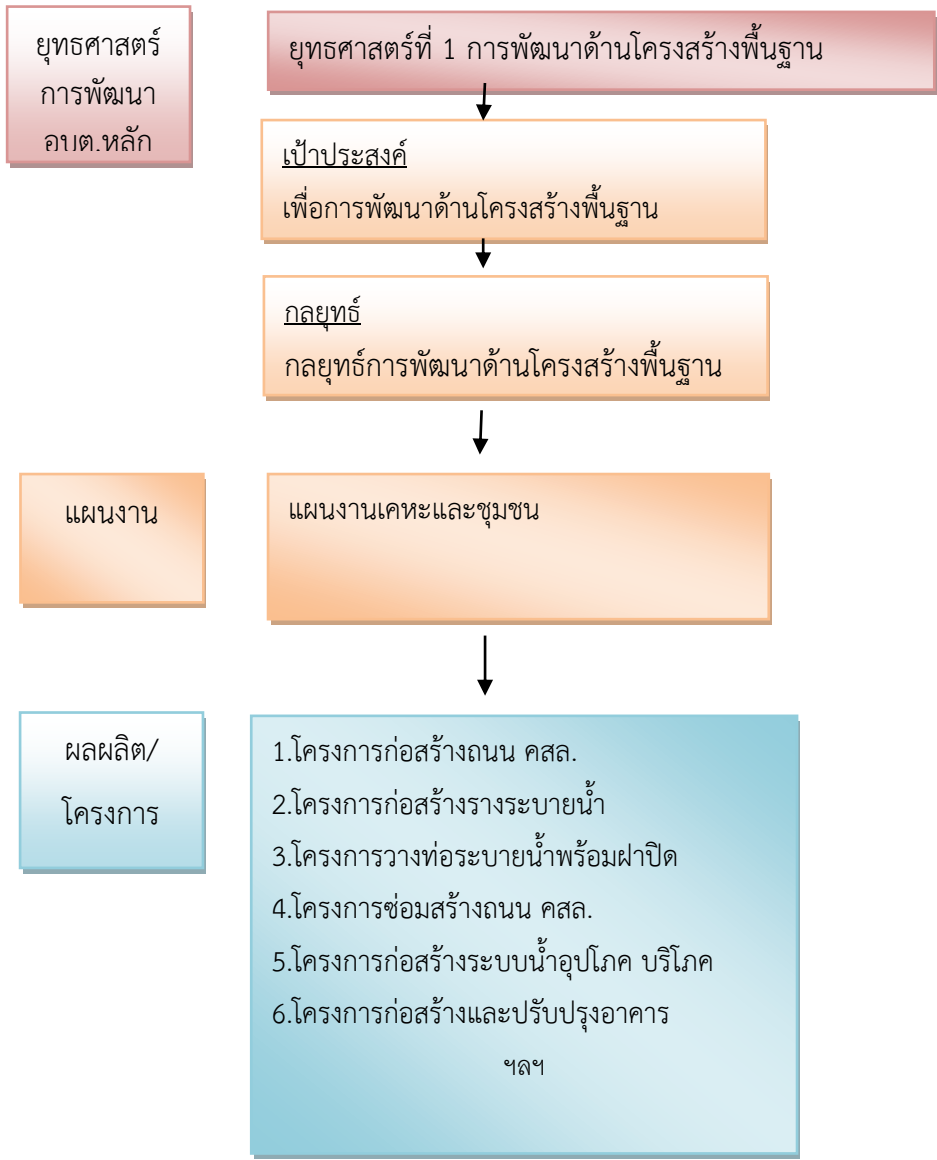 ยุทธศาสตร์
การพัฒนา
อบต.หลัก
ยุทธศาสตร์ที่ 1 การพัฒนาด้านโครงสร้างพื้นฐาน
เป้าประสงค์
เพื่อการพัฒนาด้านโครงสร้างพื้นฐาน
กลยุทธ์
กลยุทธ์การพัฒนาด้านโครงสร้างพื้นฐาน
แผนงาน
แผนงานเคหะและชุมชน
ผลผลิต/
โครงการ
1.โครงการก่อสร้างถนน คสล.
2.โครงการก่อสร้างรางระบายน้ำ
3.โครงการวางท่อระบายน้ำพร้อมฝาปิด
4.โครงการซ่อมสร้างถนน คสล.
5.โครงการก่อสร้างระบบน้ำอุปโภค บริโภค
6.โครงการก่อสร้างและปรับปรุงอาคาร
ฯลฯ